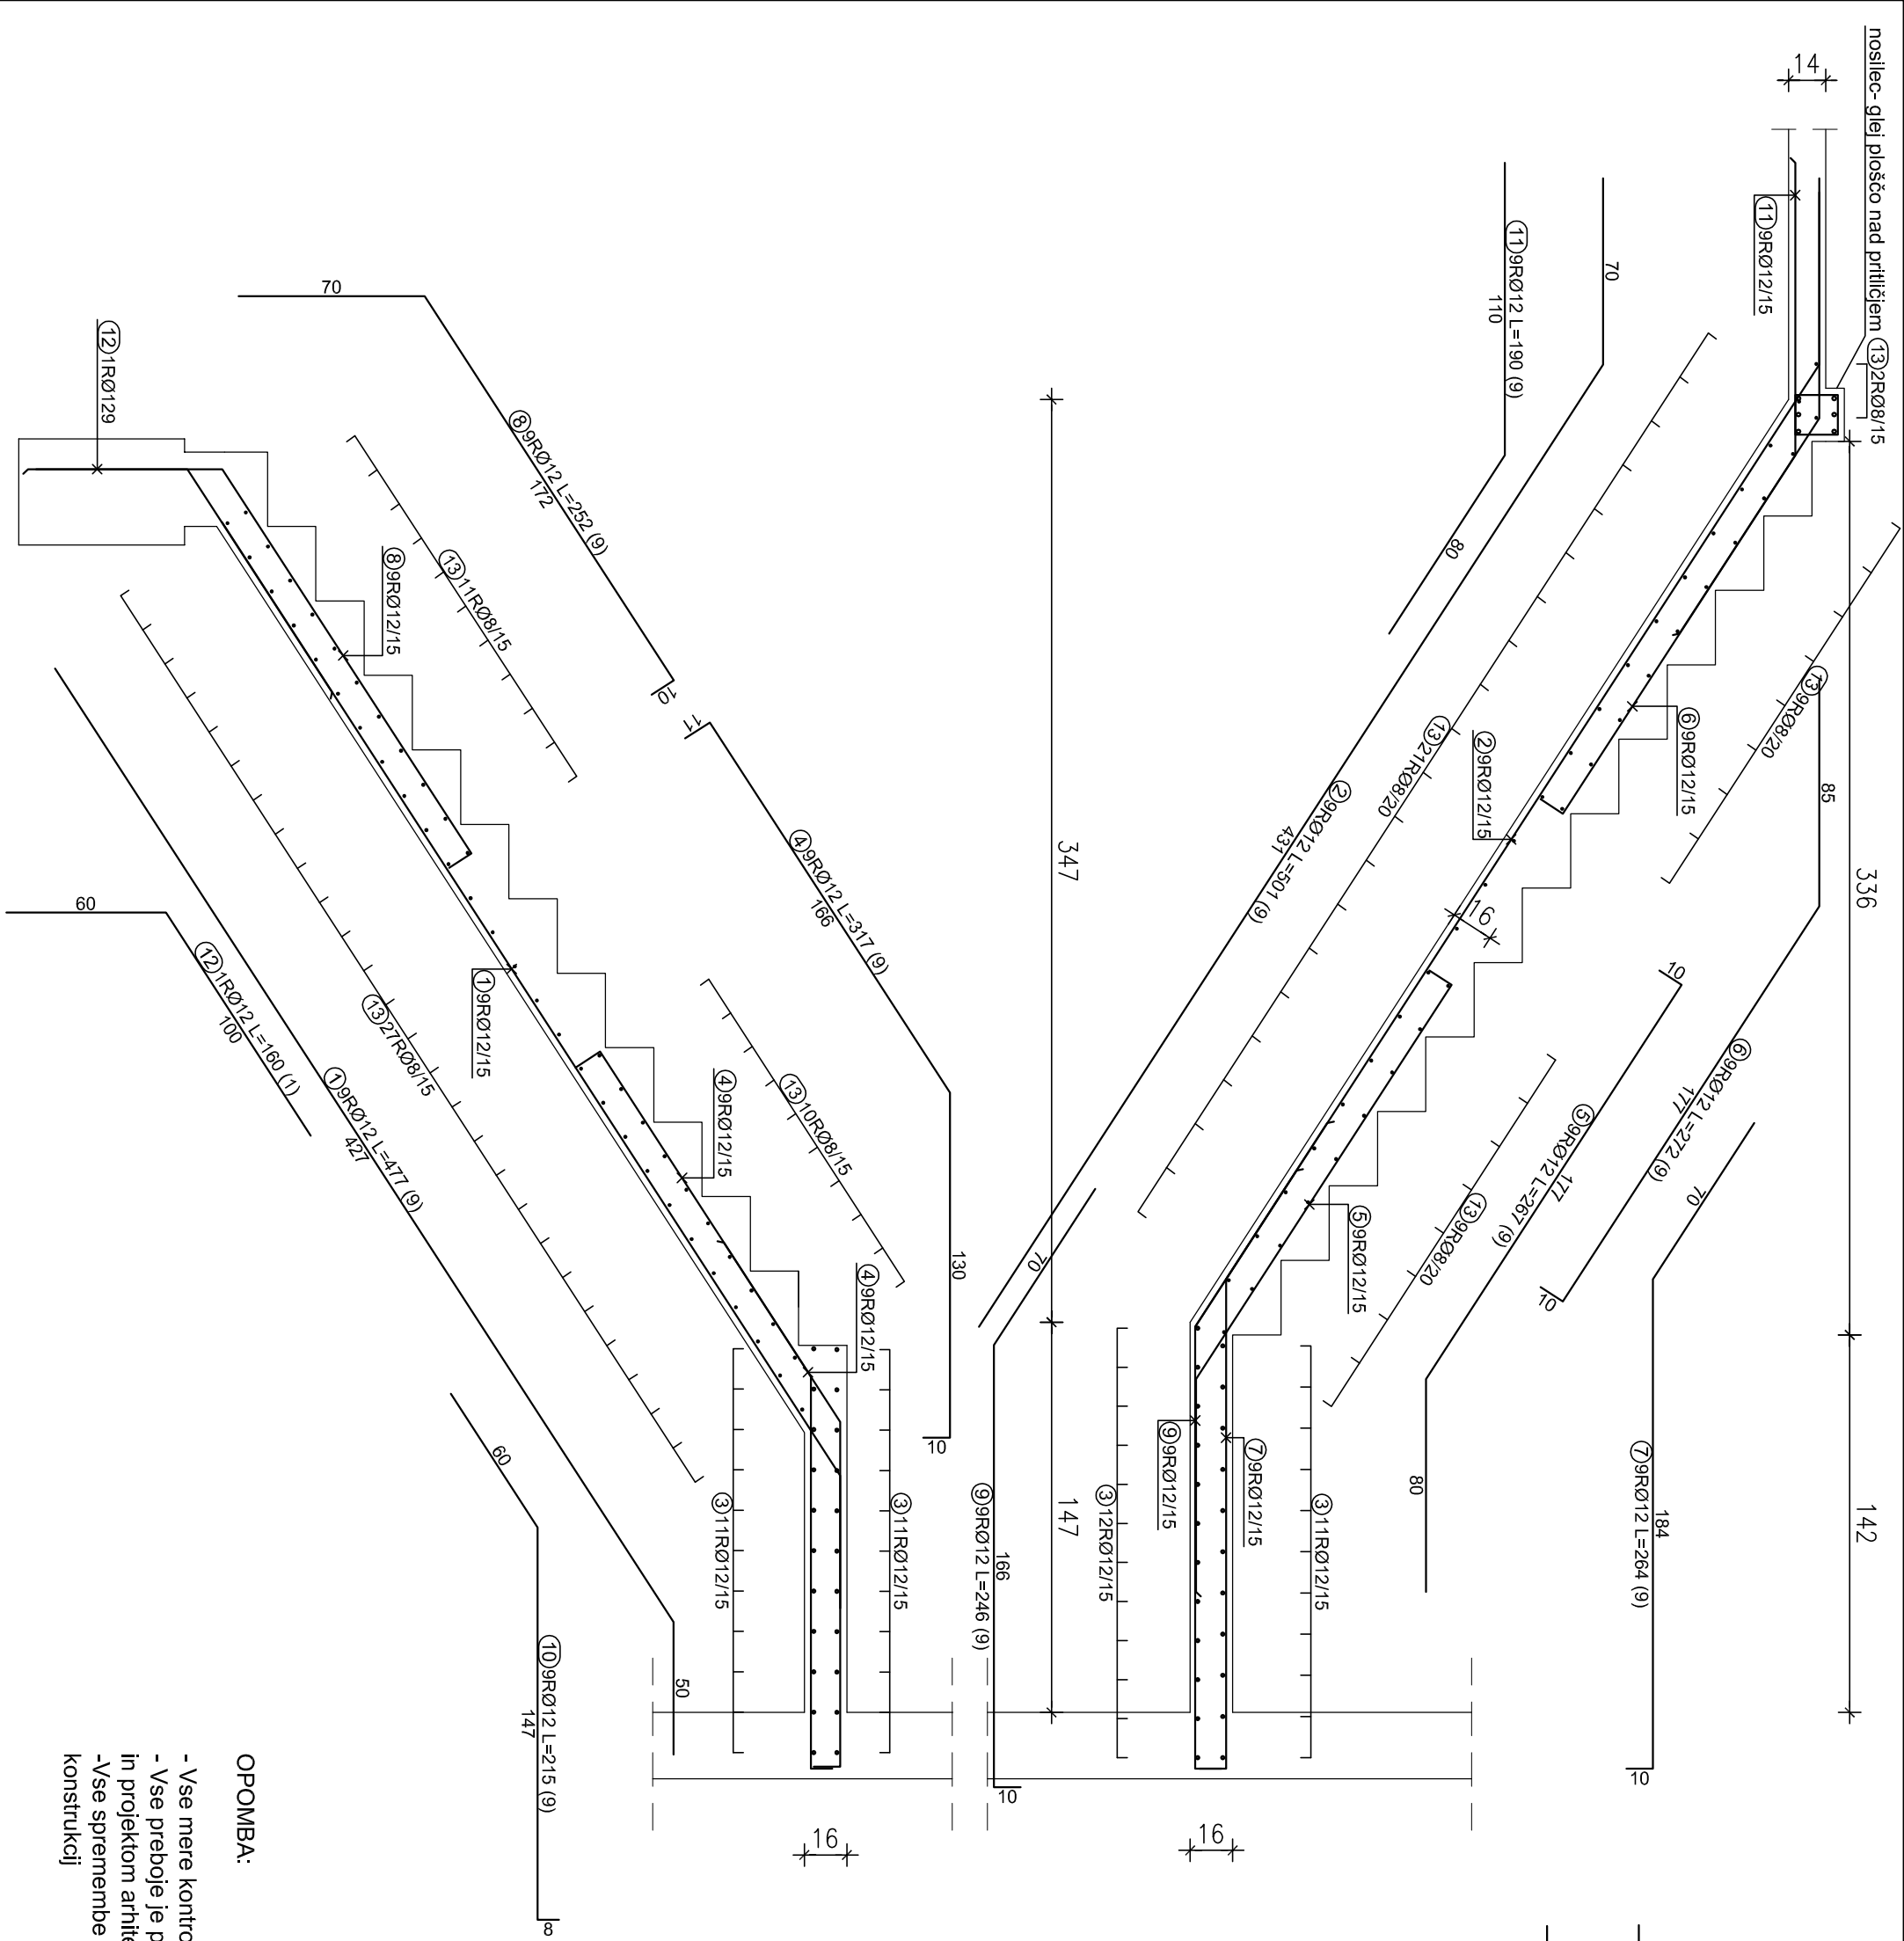 nosilec- glej ploščo nad pritličjem
14
13 2RØ8/15
11 9RØ12/15
11 9RØ12 L=190 (9)
110
80
70
2 9RØ12 L=501 (9)
431
70
13 21RØ8/20
2 9RØ12/15
6 9RØ12/15
13 9RØ8/20
336
142
347
147
16
85
6 9RØ12 L=272 (9)
177
10
10
5 9RØ12 L=267 (9)
177
80
5 9RØ12/15
13 9RØ8/20
70
7 9RØ12 L=264 (9)
184
10
7 9RØ12/15
9 9RØ12/15
3 11RØ12/15
3 12RØ12/15
70
9 9RØ12 L=246 (9)
166
10
16
70
8 9RØ12 L=252 (9)
172
10
11
4 9RØ12 L=317 (9)
166
130
10
12 1RØ129
13 11RØ8/15
8 9RØ12/15
13 10RØ8/15
4 9RØ12/15
4 9RØ12/15
1 9RØ12/15
13 27RØ8/15
1 9RØ12 L=477 (9)
427
50
60
12 1RØ12 L=160 (1)
100
60
10 9RØ12 L=215 (9)
147
8
3 11RØ12/15
3 11RØ12/15
16
OPOMBA:
- Vse mere kontro
- Vse preboje je p
in projektom arhite
-Vse spremembe
konstrukcij